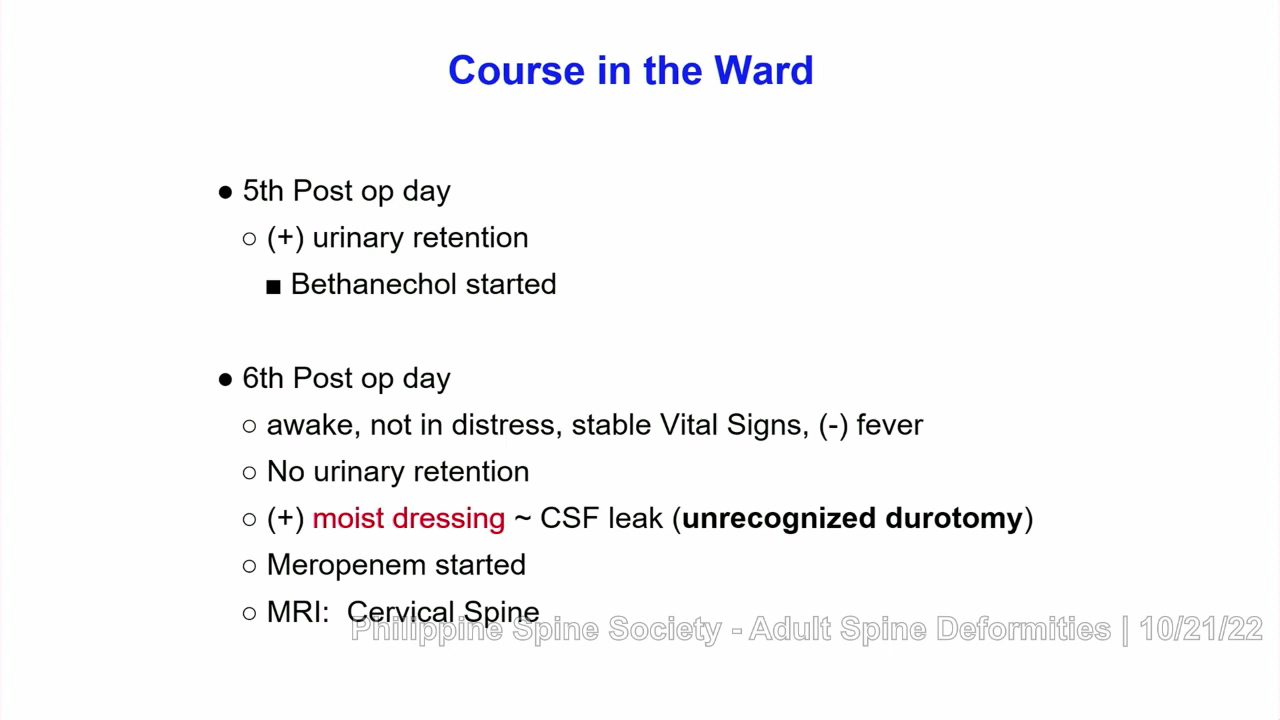 Course in the Ward
● 5th Post op day
○ (+) urinary retention
■ Bethanechol started
● 6th Post op day
○ awake, not in distress, stable Vital Signs, (-) fever
○ No urinary retention
○ (+) moist dressing ~ CSF leak (unrecognized durotomy)
○ Meropenem started
○ MRI: Cervical Spine
Philippine Spine Society - Adult Spine Deformities | 10/21/22